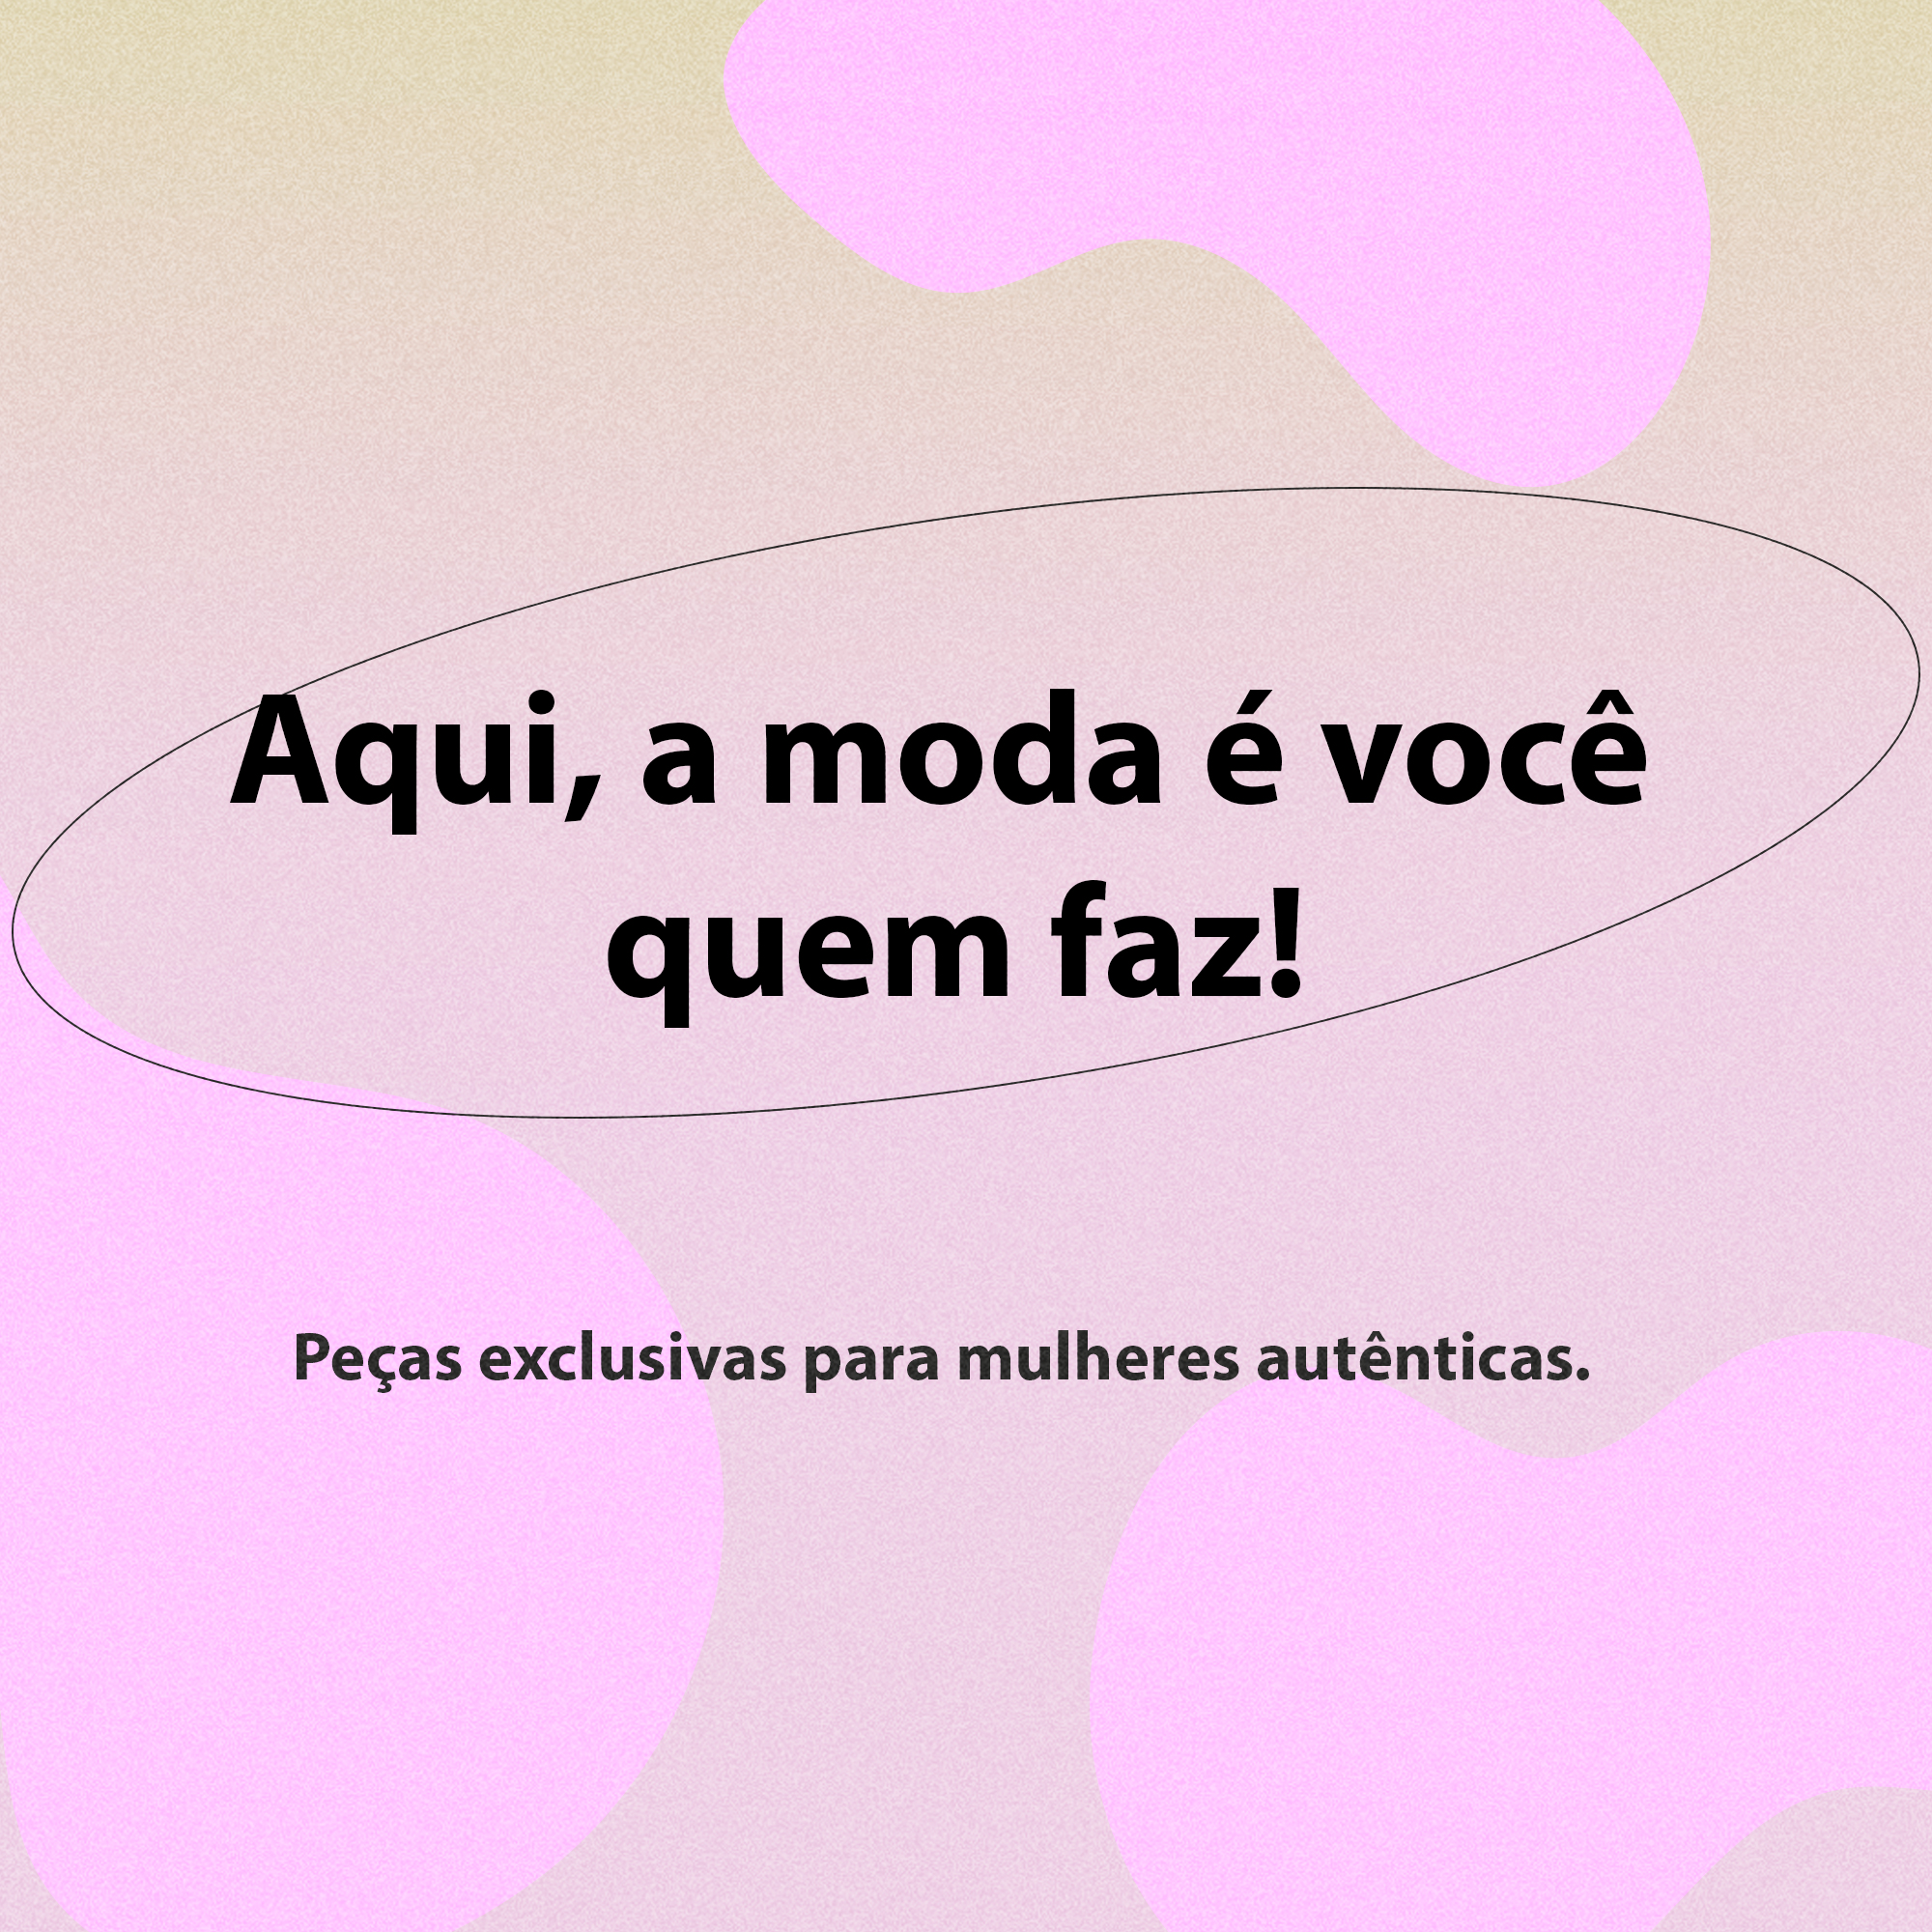 Aqui, a moda é você
quem faz!
Peças exclusivas para mulheres autênticas.